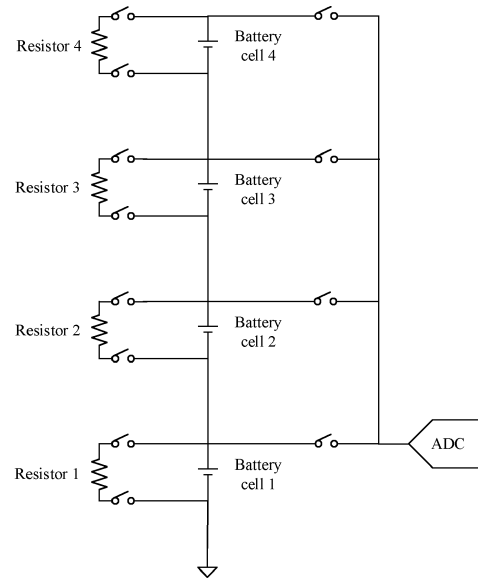 Resistor 4
Battery
cell 4
Resistor 3
Battery
cell 3
Resistor 2
Battery
cell 2
Resistor 1
Battery
cell 1
ADC